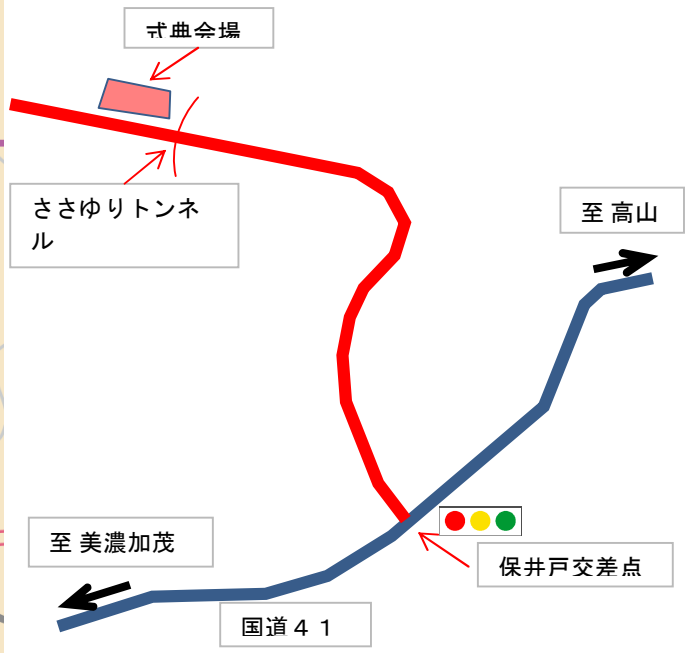 式典会場
ささゆりトンネ
ル
至 高山
至 美濃加茂
保井戸交差点
国道４１